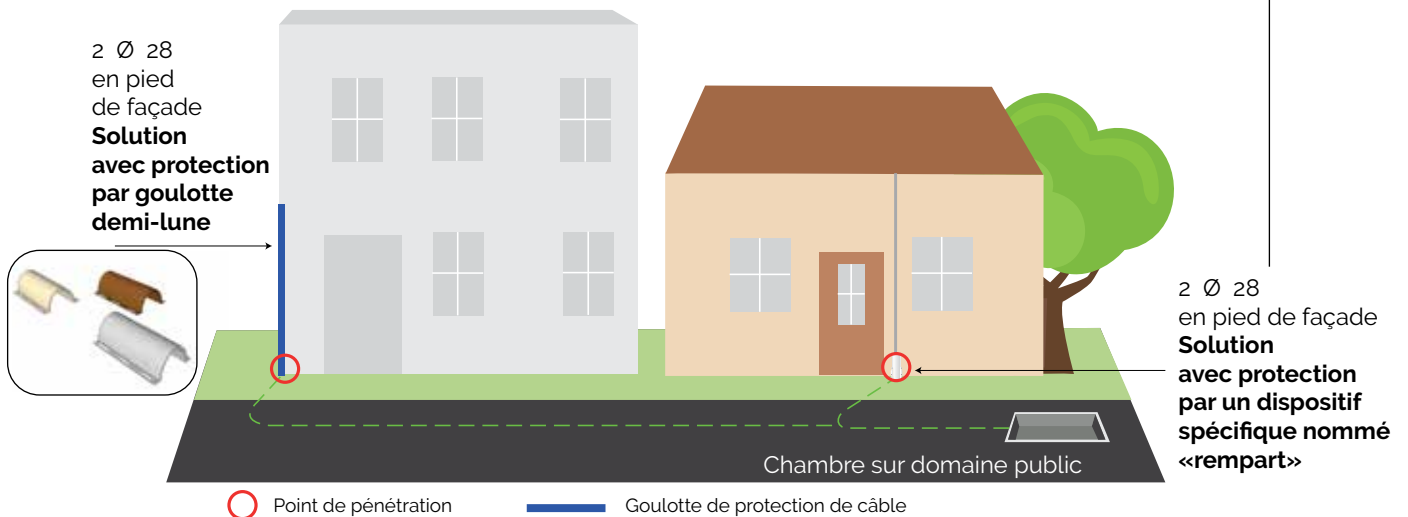 2 Ø 28
en pied
de façade
Solution
avec protection
par goulotte
demi-lune
2 Ø 28
en pied de façade
Solution
avec protection
par un dispositif
spécifique nommé
«rempart»
Chambre sur domaine public
Point de pénétration
Goulotte de protection de câble